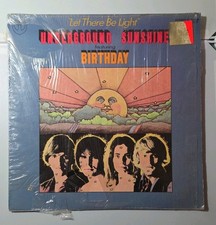 "Let There Be Light"
UNDERGROUND SUNSHINE
featuring
BIRTHDAY